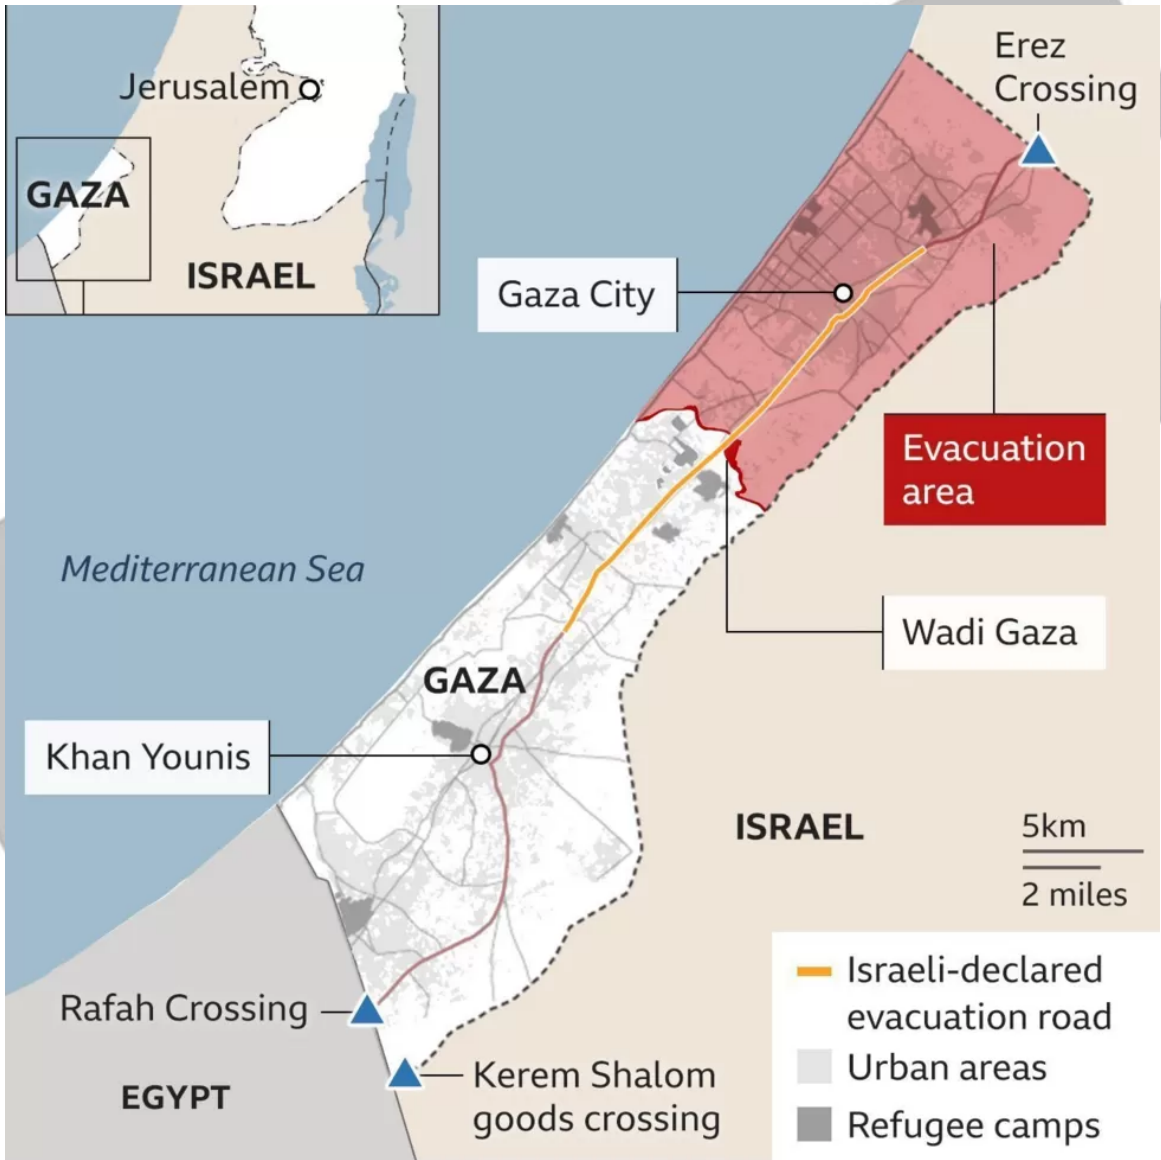 Jerusalem
GAZA
ISRAEL
Erez
Crossing
Gaza City
Evacuation
area
Mediterranean Sea
Wadi Gaza
GAZA
Khan Younis
ISRAEL
5km
2 miles
Rafah Crossing
EGYPT
Kerem Shalom
goods crossing
Israeli-declared
evacuation road
Urban areas
Refugee camps